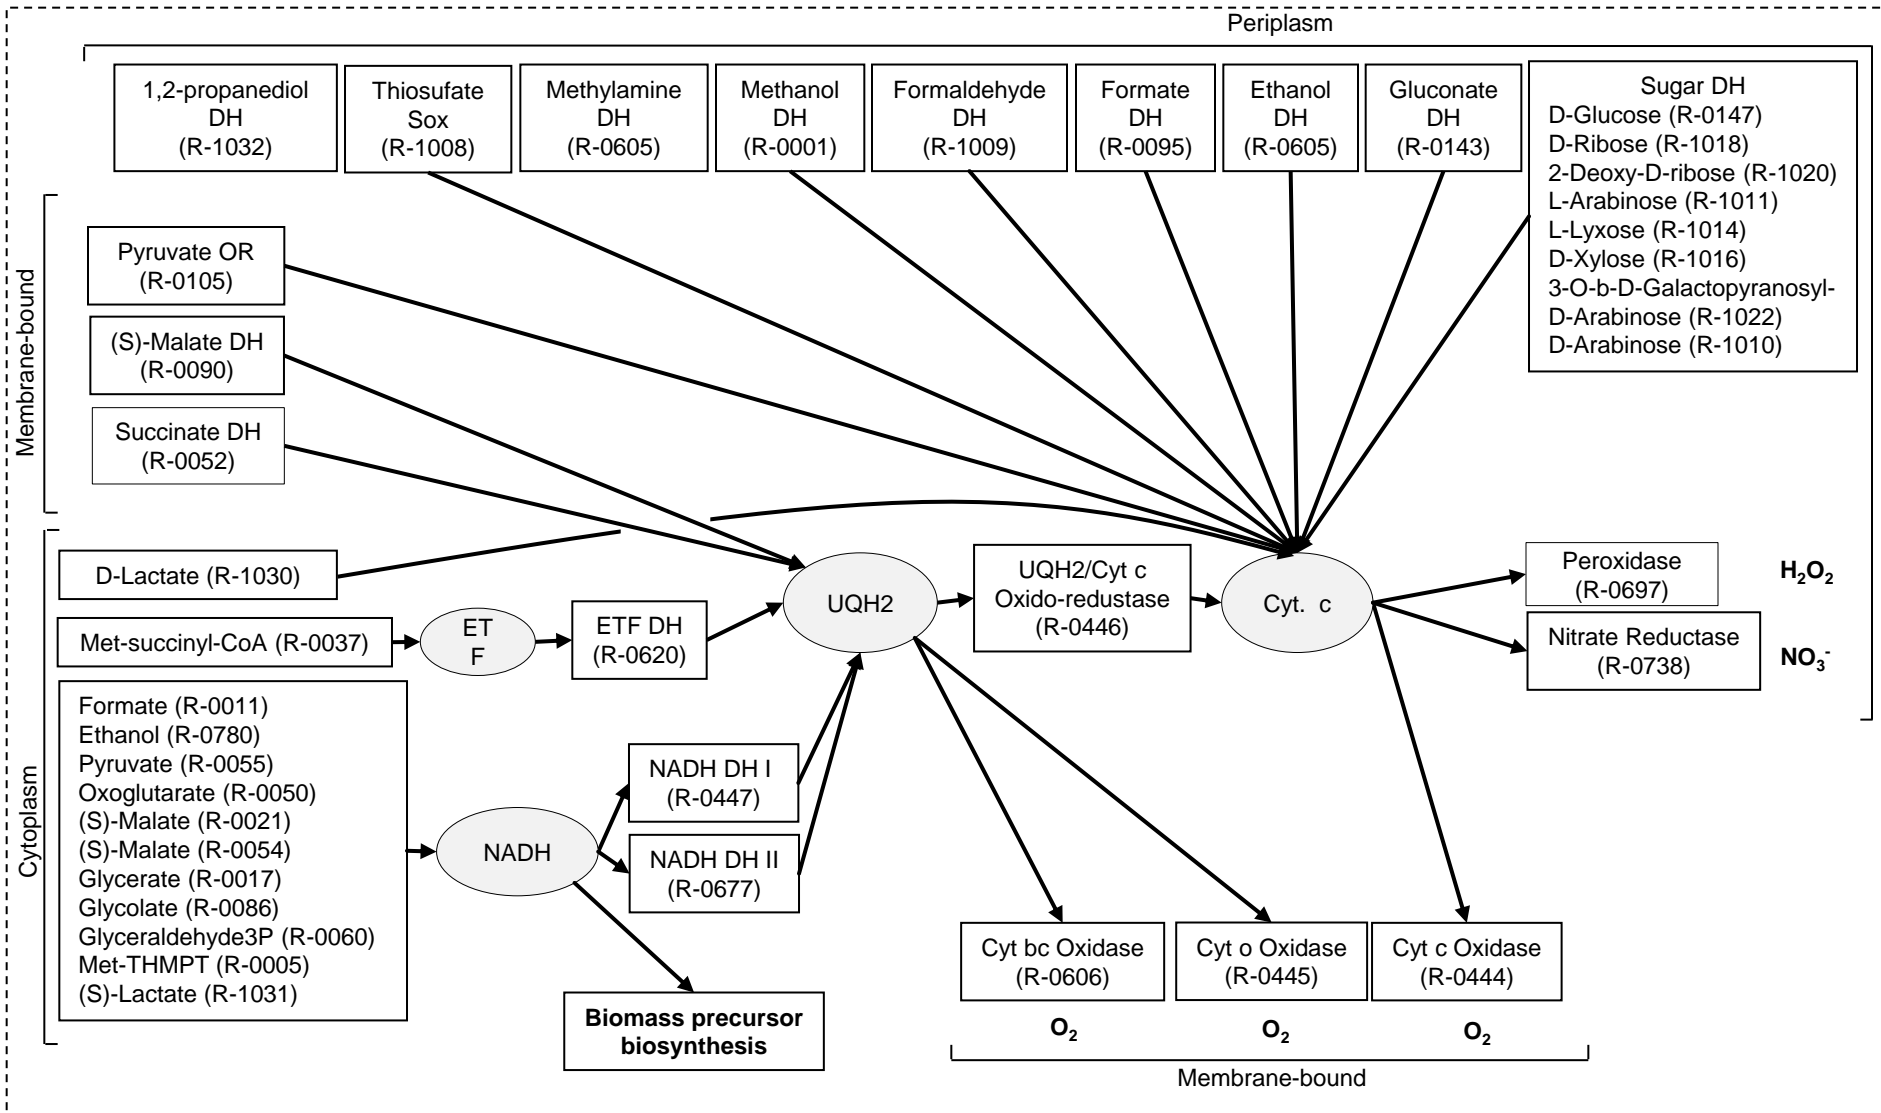 Periplasm
1,2-propanediol
DH
(R-1032)
Thiosufate
Sox
(R-1008)
Methylamine
DH
(R-0605)
Methanol
DH
(R-0001)
Formaldehyde
DH
(R-1009)
Formate
DH
(R-0095)
Ethanol
DH
(R-0605)
Gluconate
DH
(R-0143)
Sugar DH
D-Glucose (R-0147)
D-Ribose (R-1018)
2-Deoxy-D-ribose (R-1020)
L-Arabinose (R-1011)
L-Lyxose (R-1014)
D-Xylose (R-1016)
3-O-b-D-Galactopyranosyl-
D-Arabinose (R-1022)
D-Arabinose (R-1010)
Membrane-bound
Pyruvate OR
(R-0105)
(S)-Malate DH
(R-0090)
Succinate DH
(R-0052)
Cytoplasm
D-Lactate (R-1030)
Met-succinyl-CoA (R-0037)
ET
F
ETF DH
(R-0620)
UQH2
UQH2/Cyt c
Oxido-redustase
(R-0446)
Cyt. c
Peroxidase
(R-0697)
H₂O₂
Nitrate Reductase
(R-0738)
NO₃⁻
Formate (R-0011)
Ethanol (R-0780)
Pyruvate (R-0055)
Oxoglutarate (R-0050)
(S)-Malate (R-0021)
(S)-Malate (R-0054)
Glycerate (R-0017)
Glycolate (R-0086)
Glyceraldehyde3P (R-0060)
Met-THMPT (R-0005)
(S)-Lactate (R-1031)
NADH
NADH DH I
(R-0447)
NADH DH II
(R-0677)
Biomass precursor
biosynthesis
Cyt bc Oxidase
(R-0606)
Cyt o Oxidase
(R-0445)
Cyt c Oxidase
(R-0444)
O₂
O₂
O₂
Membrane-bound